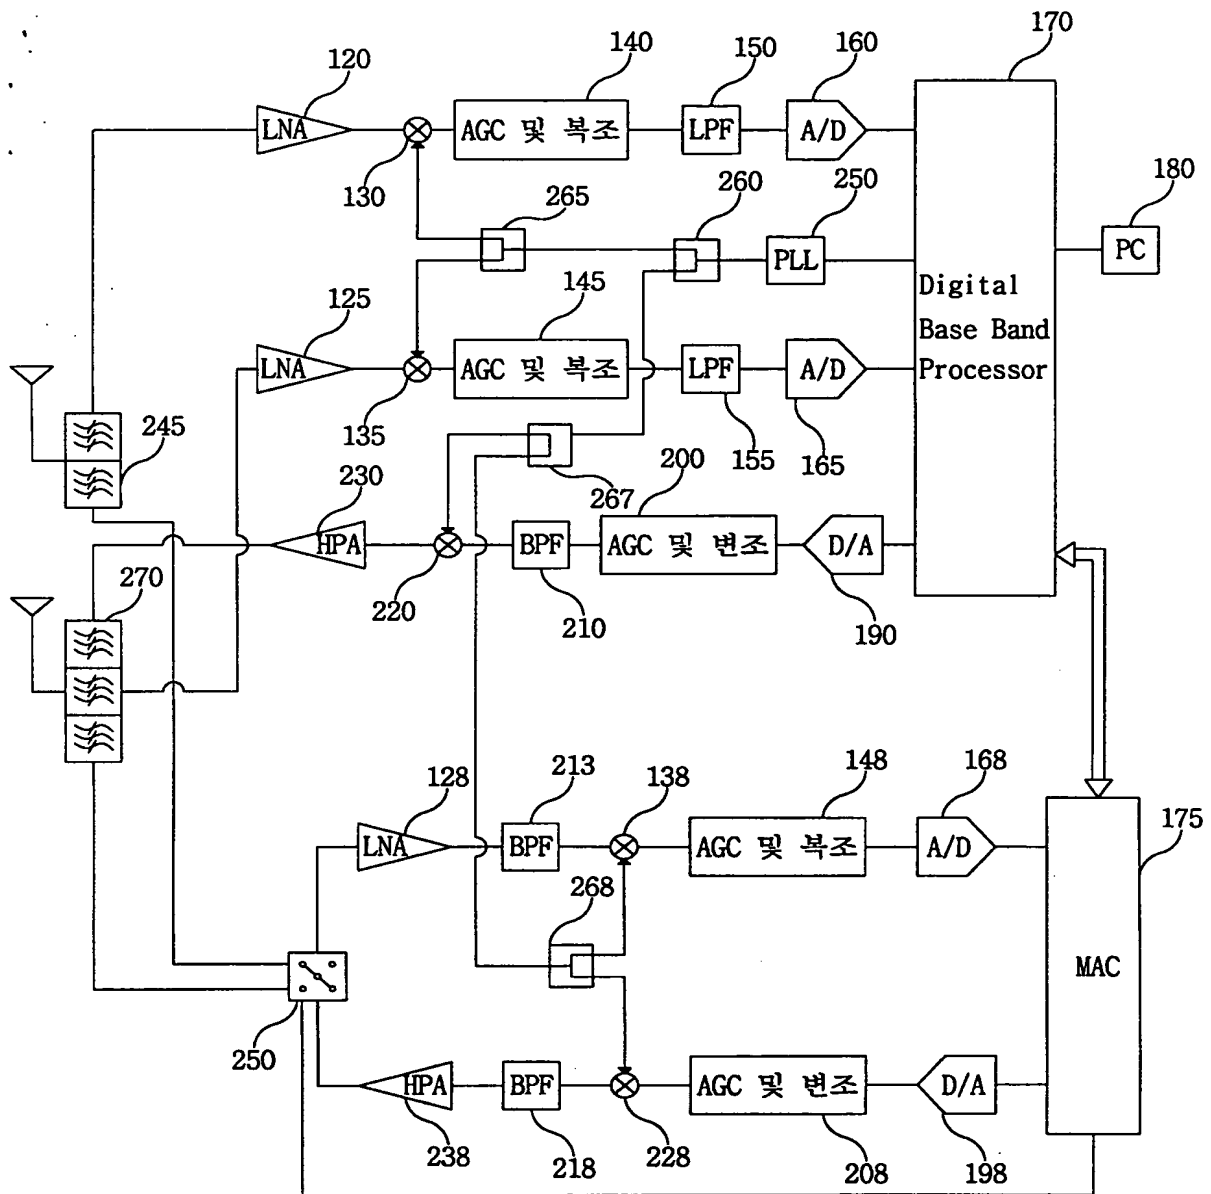 120
140
150
160
170
LNA
AGC 및 복조
LPF
A/D
130
265
260
250
180
PLL
PC
125
145
Digital
Base Band
Processor
LNA
AGC 및 복조
LPF
A/D
245
135
155
165
267
200
230
HPA
BPF
AGC 및 변조
D/A
270
220
210
190
128
213
138
148
168
175
LNA
BPF
AGC 및 복조
A/D
268
MAC
250
HPA
BPF
AGC 및 변조
D/A
238
218
228
208
198